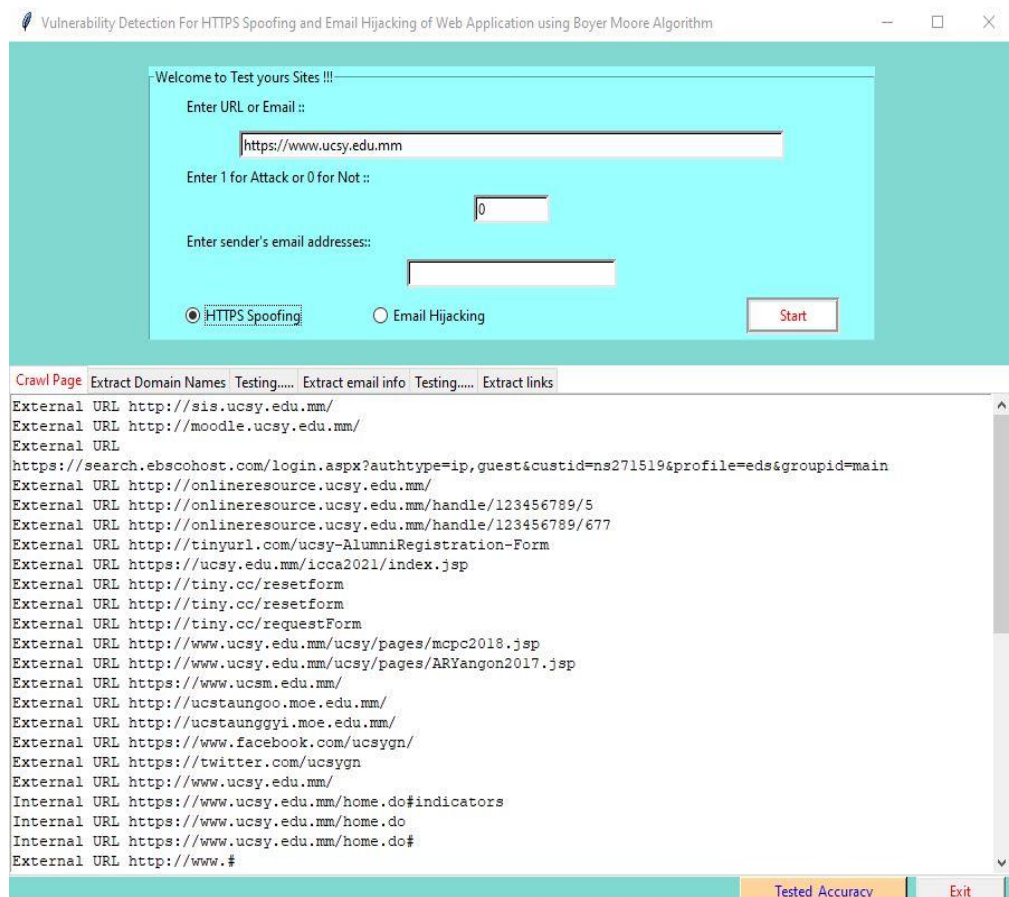 Vulnerability Detection For HTTPS Spoofing and Email Hijacking of Web Application using Boyer Moore Algorithm
Welcome to Test yours Sites !!!
Enter URL or Email ::
https://www.ucsy.edu.mm
Enter 1 for Attack or 0 for Not ::
0
Enter sender's email addresses::
HTTPS Spoofing
Email Hijacking
Start
Crawl Page Extract Domain Names Testing..... Extract email info Testing..... Extract links
External URL http://sis.ucsy.edu.mm/
External URL http://moodle.ucsy.edu.mm/
External URL
https://search.ebscohost.com/login.aspx?authtype=ip,guest&custid=ns271519&profile=eds&groupid=main
External URL http://onlineresource.ucsy.edu.mm/
External URL http://onlineresource.ucsy.edu.mm/handle/123456789/5
External URL http://onlineresource.ucsy.edu.mm/handle/123456789/677
External URL http://tinyurl.com/ucsy-AlumniRegistration-Form
External URL https://ucsy.edu.mm/icca2021/index.jsp
External URL http://tiny.cc/resetform
External URL http://tiny.cc/resetform
External URL http://tiny.cc/requestForm
External URL http://www.ucsy.edu.mm/ucsy/pages/mcpc2018.jsp
External URL http://www.ucsy.edu.mm/ucsy/pages/ARYangon2017.jsp
External URL https://www.ucsm.edu.mm/
External URL http://ucstaungoo.moe.edu.mm/
External URL http://ucstaunggyi.moe.edu.mm/
External URL https://www.facebook.com/ucsygn/
External URL https://twitter.com/ucsygn
External URL http://www.ucsy.edu.mm/
Internal URL https://www.ucsy.edu.mm/home.do#indicators
Internal URL https://www.ucsy.edu.mm/home.do
Internal URL https://www.ucsy.edu.mm/home.do#
External URL http://www.#
Tested Accuracy
Exit